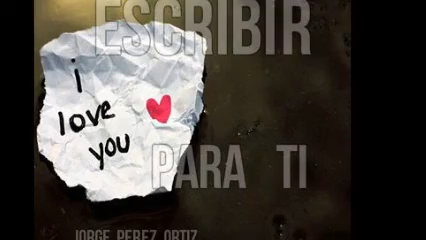 ESCRIBIR
i
love
you
PARA TI
JORGE PEREZ ORTIZ